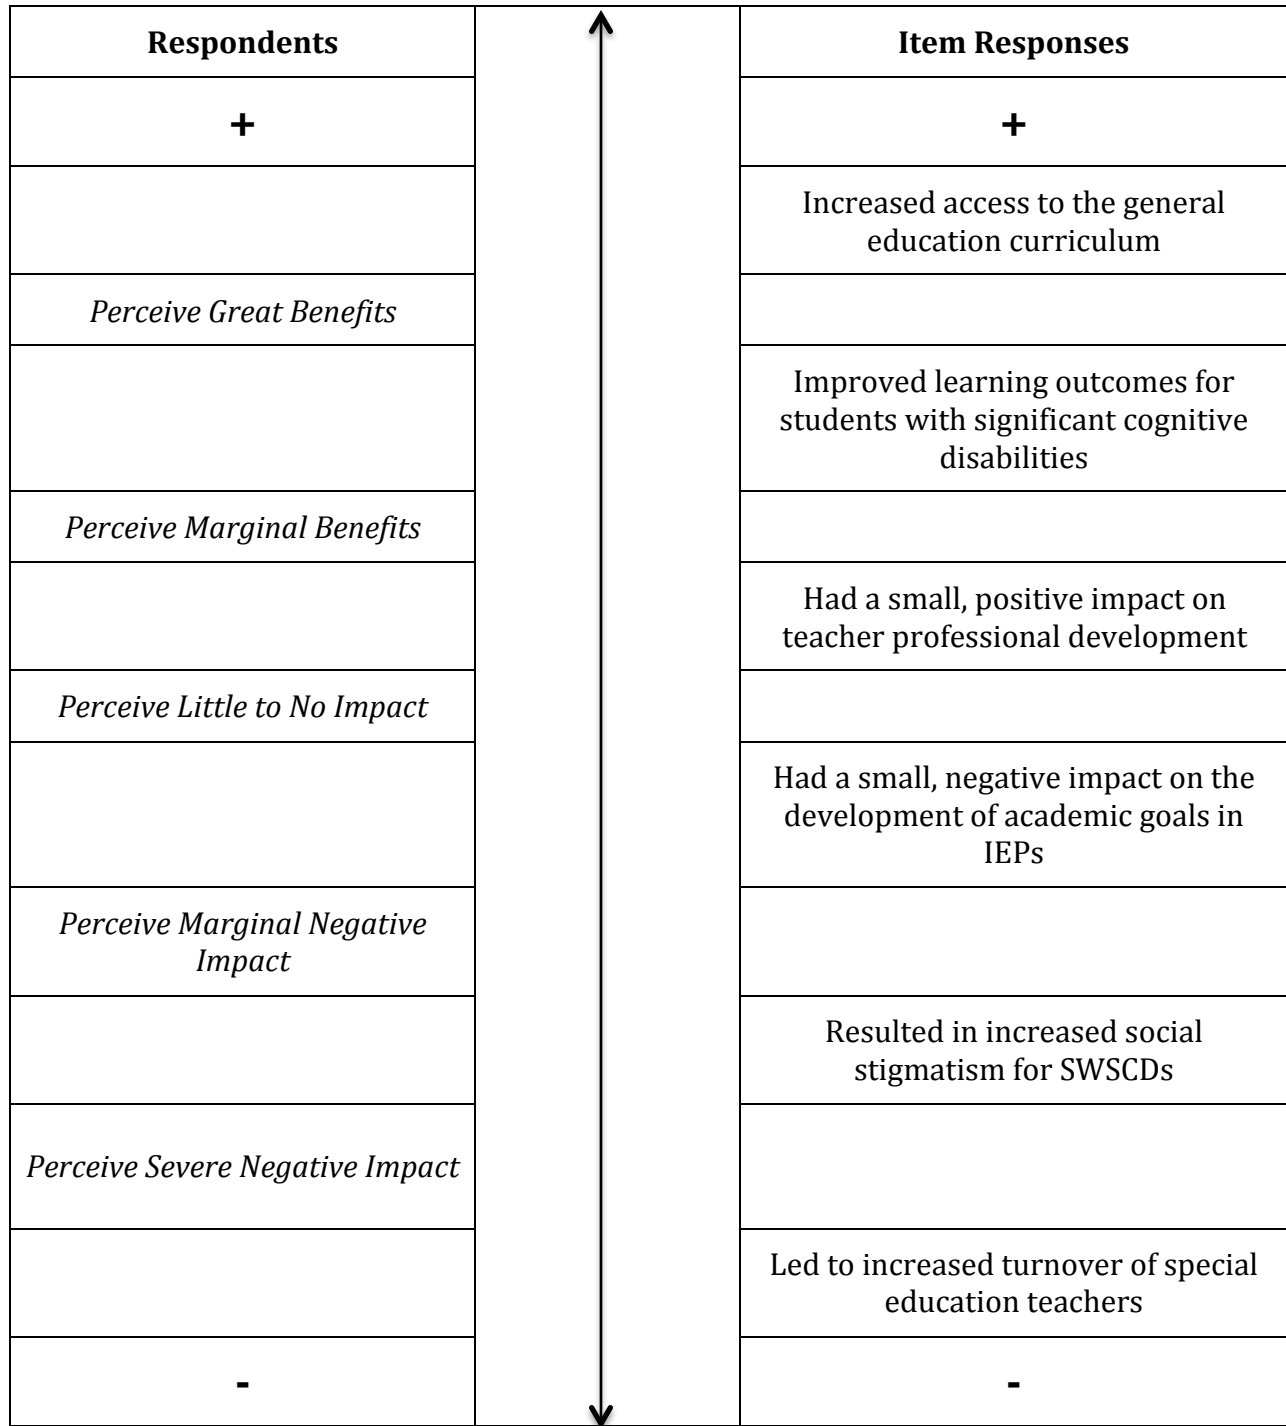 Respondents
Item Responses
+
+
Increased access to the general
education curriculum
Perceive Great Benefits
Improved learning outcomes for
students with significant cognitive
disabilities
Perceive Marginal Benefits
Had a small, positive impact on
teacher professional development
Perceive Little to No Impact
Had a small, negative impact on the
development of academic goals in
IEPs
Perceive Marginal Negative
Impact
Resulted in increased social
stigmatism for SWSCDs
Perceive Severe Negative Impact
Led to increased turnover of special
education teachers
-
-